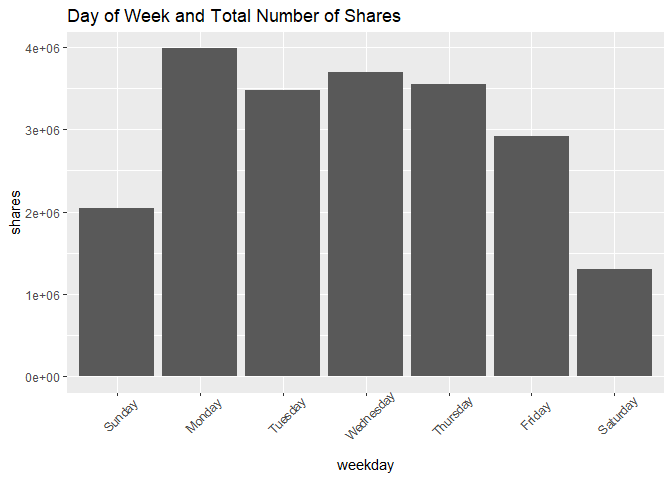 Day of Week and Total Number of Shares
4e+06
3e+06
2e+06
1e+06
0e+00
shares
Sunday
Monday
Tuesday
Wednesday
Thursday
Friday
Saturday
weekday